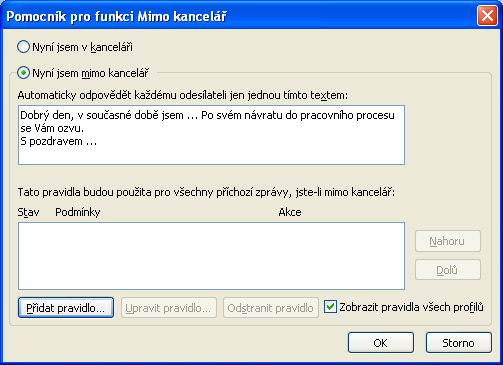 Pomocník pro funkci Mimo kancelář
Nyní jsem v kanceláři
Nyní jsem mimo kancelář
Automaticky odpovědět každému odesílateli jen jednou tímto textem:
Dobrý den, v současné době jsem ... Po svém návratu do pracovního procesu
se Vám ozvu.
S pozdravem ...
Tato pravidla budou použita pro všechny příchozí zprávy, jste-li mimo kancelář:
Stav Podmínky Akce
Nahoru
Dolů
Přidat pravidlo... Upravit pravidlo... Odstranit pravidlo Zobrazit pravidla všech profilů
OK Storno